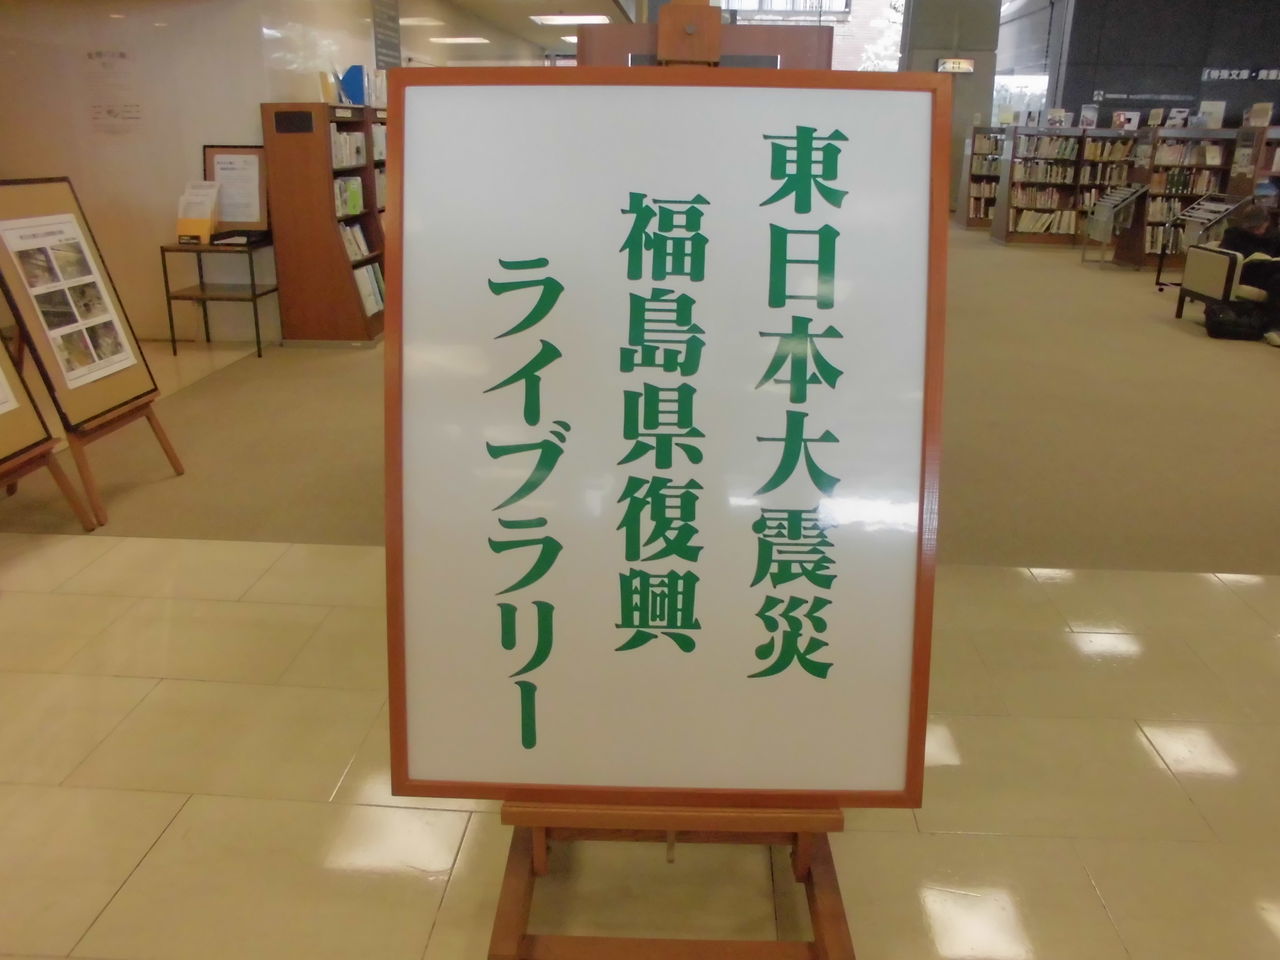 東日本大震災
福島県復興
ライブラリー